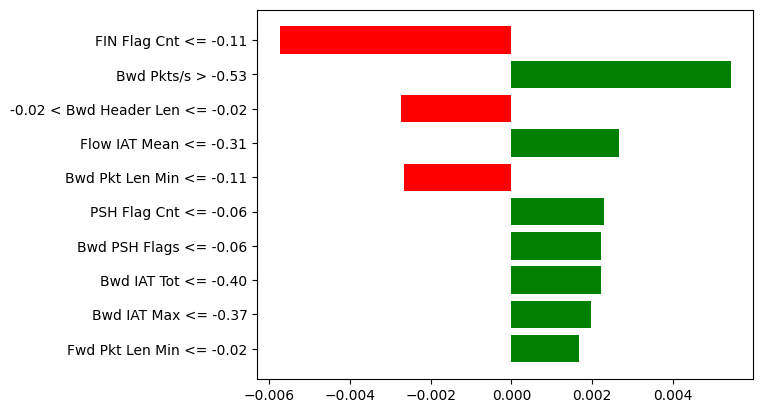 FIN Flag Cnt <= -0.11
Bwd Pkts/s > -0.53
-0.02 < Bwd Header Len <= -0.02
Flow IAT Mean <= -0.31
Bwd Pkt Len Min <= -0.11
PSH Flag Cnt <= -0.06
Bwd PSH Flags <= -0.06
Bwd IAT Tot <= -0.40
Bwd IAT Max <= -0.37
Fwd Pkt Len Min <= -0.02
−0.006 −0.004 −0.002 0.000 0.002 0.004